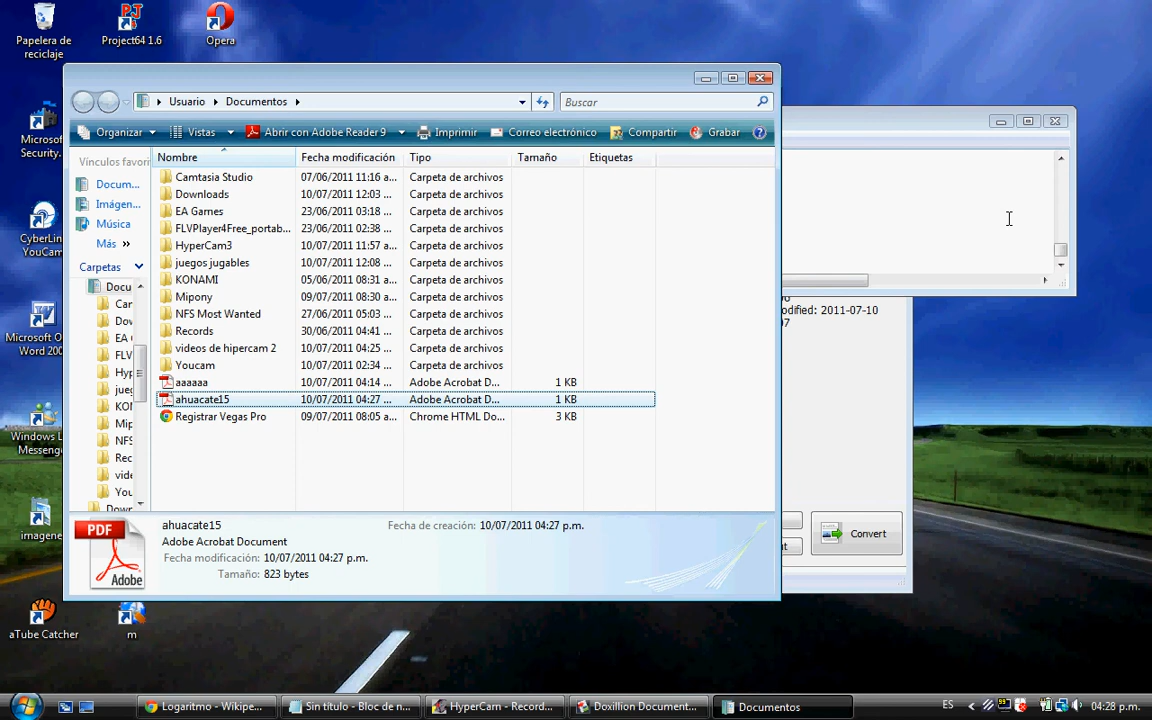 Papelera de
reciclaje
Project64 1.6
Opera
Microsof
Security.
CyberLin
YouCam
Microsoft O
Word 200
Windows L
Messenge
imagene
aTube Catcher
m
Usuario Documentos
Buscar
Organizar Vistas Abrir con Adobe Reader 9 Imprimir Correo electrónico Compartir Grabar
Vínculos favori
Docum...
Imágen...
Música
Más »
Carpetas
Docu
Car
Dov
EA
FLV
Hyp
jueg
KOI
Mip
NFS
Rec
vide
You
Down
Nombre Fecha modificación Tipo Tamaño Etiquetas
Camtasia Studio 07/06/2011 11:16 a... Carpeta de archivos
Downloads 10/07/2011 12:03 ... Carpeta de archivos
EA Games 23/06/2011 03:18 ... Carpeta de archivos
FLVPlayer4Free_portab... 23/06/2011 02:38 ... Carpeta de archivos
HyperCam3 10/07/2011 11:57 a... Carpeta de archivos
juegos jugables 10/07/2011 12:08 ... Carpeta de archivos
KONAMI 05/06/2011 08:31 a... Carpeta de archivos
Mipony 09/07/2011 08:30 a... Carpeta de archivos
NFS Most Wanted 27/06/2011 05:03 ... Carpeta de archivos
Records 30/06/2011 04:41 ... Carpeta de archivos
videos de hipercam 2 10/07/2011 04:25 ... Carpeta de archivos
Youcam 10/07/2011 02:34 ... Carpeta de archivos
aaaaaa 10/07/2011 04:14 ... Adobe Acrobat D... 1 KB
ahuacate15 10/07/2011 04:27 ... Adobe Acrobat D... 1 KB
Registrar Vegas Pro 09/07/2011 08:05 a... Chrome HTML Do... 3 KB
PDF
Adobe
ahuacate15
Adobe Acrobat Document
Fecha modificación: 10/07/2011 04:27 p.m.
Tamaño: 823 bytes
Fecha de creación: 10/07/2011 04:27 p.m.
odified: 2011-07-10
07
Convert
Logaritmo - Wikipe...
Sin título - Bloc de n...
HyperCam - Record...
Doxillion Document...
Documentos
ES
04:28 p.m.